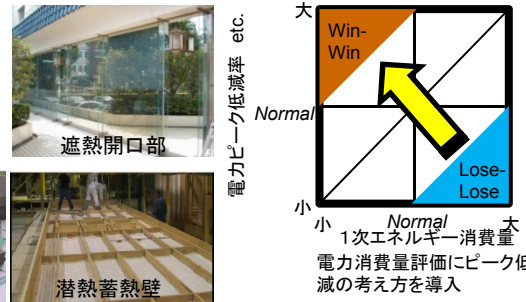 遮熱開口部
潜熱蓄熱壁
電力ピーク低減率 etc.
大
Win-
Win
Normal
Lose-
Lose
小
小
Normal
大
1次エネルギー消費量
電力消費量評価にピーク低
減の考え方を導入